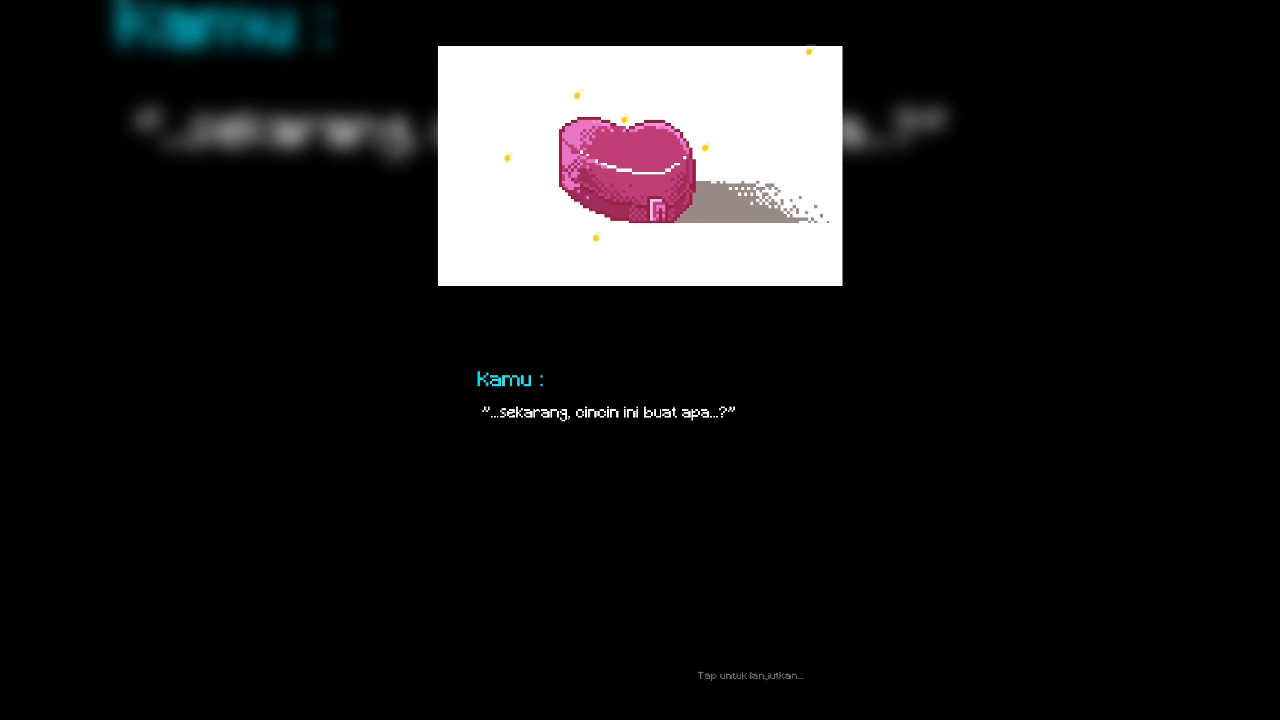 Kamu :
"...sekarang, cincin ini buat apa...?"
Tap untuk lanjutkan...